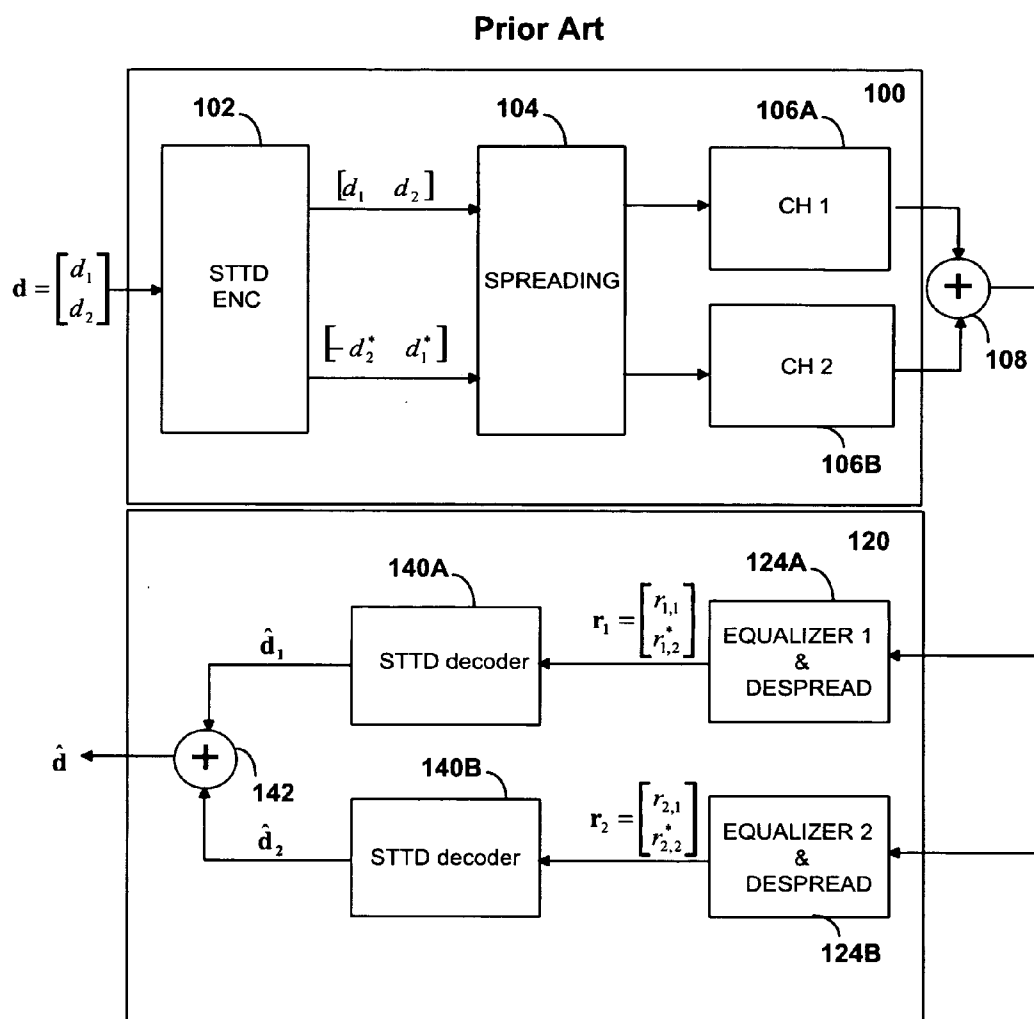 Prior Art
100
102
104
106A
[d₁ d₂]
CH 1
d = [d₁ d₂]
STTD
ENC
SPREADING
+
108
[-d₂* d₁*]
CH 2
106B
120
140A
124A
r₁ = [r₁,₁ r₁,₂*]
EQUALIZER 1
&
DESPREAD
d̂₁
STTD decoder
d̂
+
142
140B
r₂ = [r₂,₁ r₂,₂*]
EQUALIZER 2
&
DESPREAD
d̂₂
STTD decoder
124B